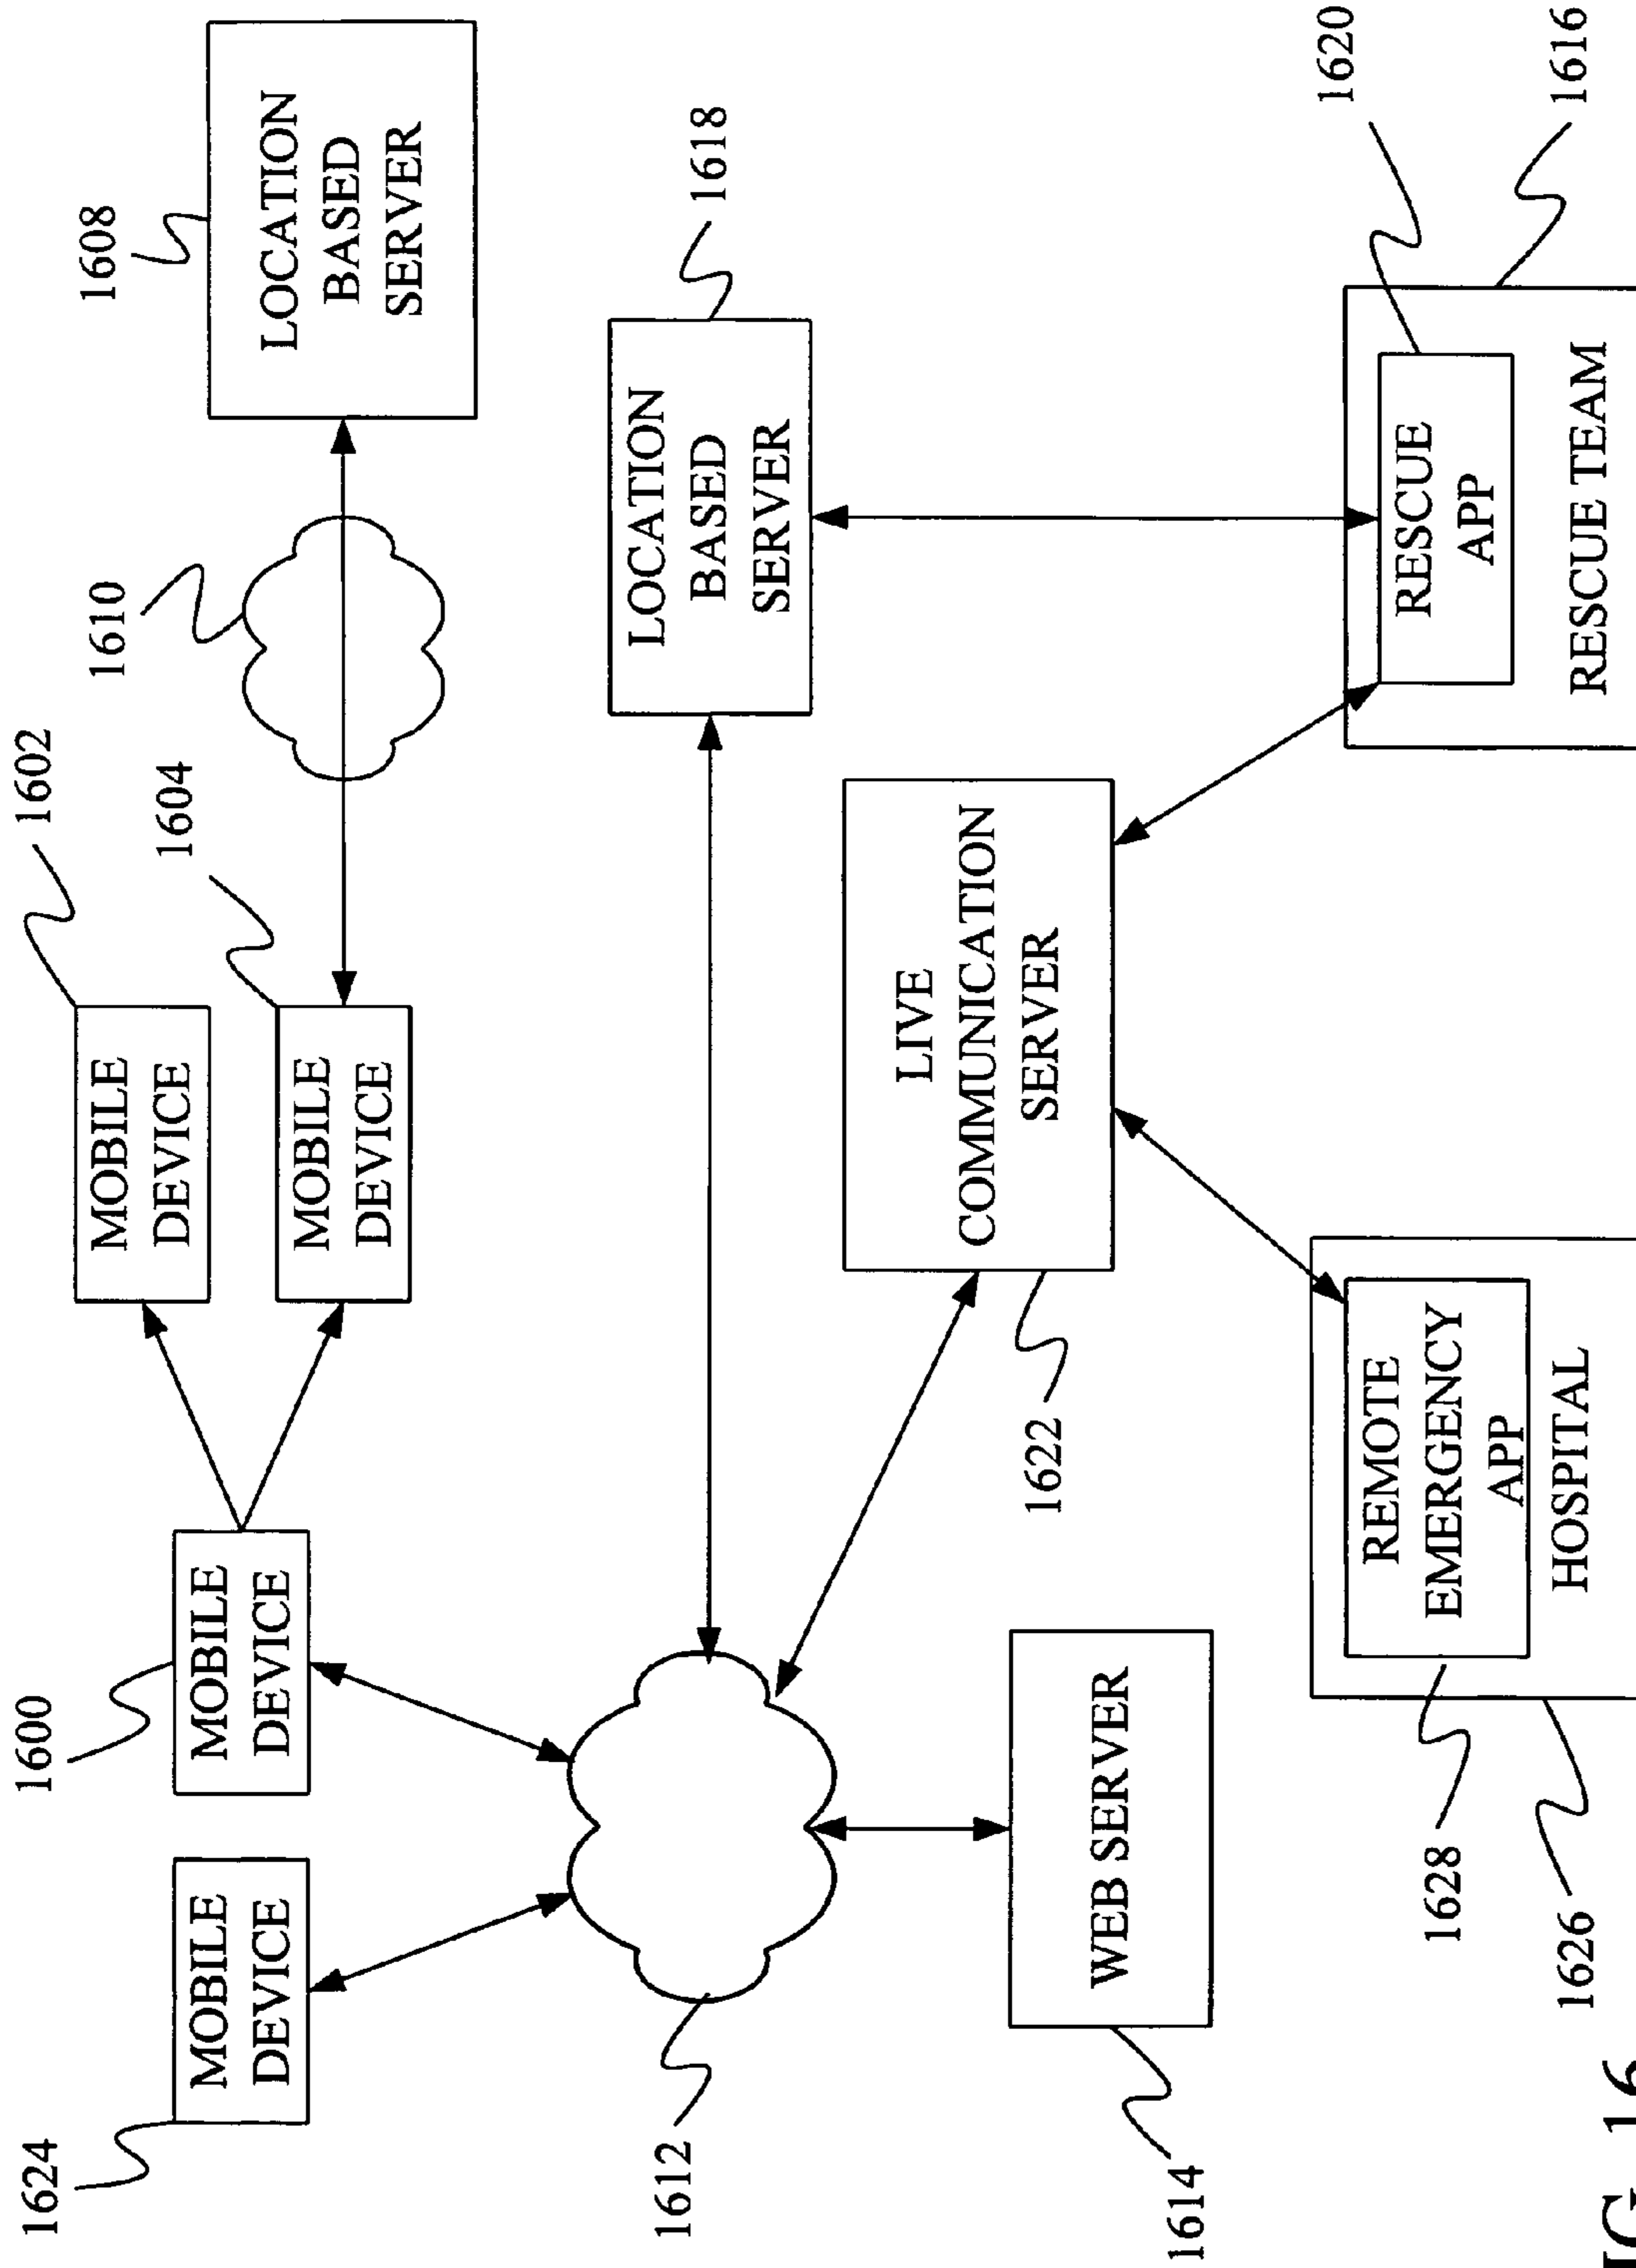 1624
MOBILE
DEVICE
1600
MOBILE
DEVICE
1602
MOBILE
DEVICE
1604
MOBILE
DEVICE
1610
1608
LOCATION
BASED
SERVER
1612
1618
LOCATION
BASED
SERVER
1614
WEB SERVER
1622
LIVE
COMMUNICATION
SERVER
1628
REMOTE
EMERGENCY
APP
HOSPITAL
1626
1620
RESCUE
APP
RESCUE TEAM
1616
IG. 16